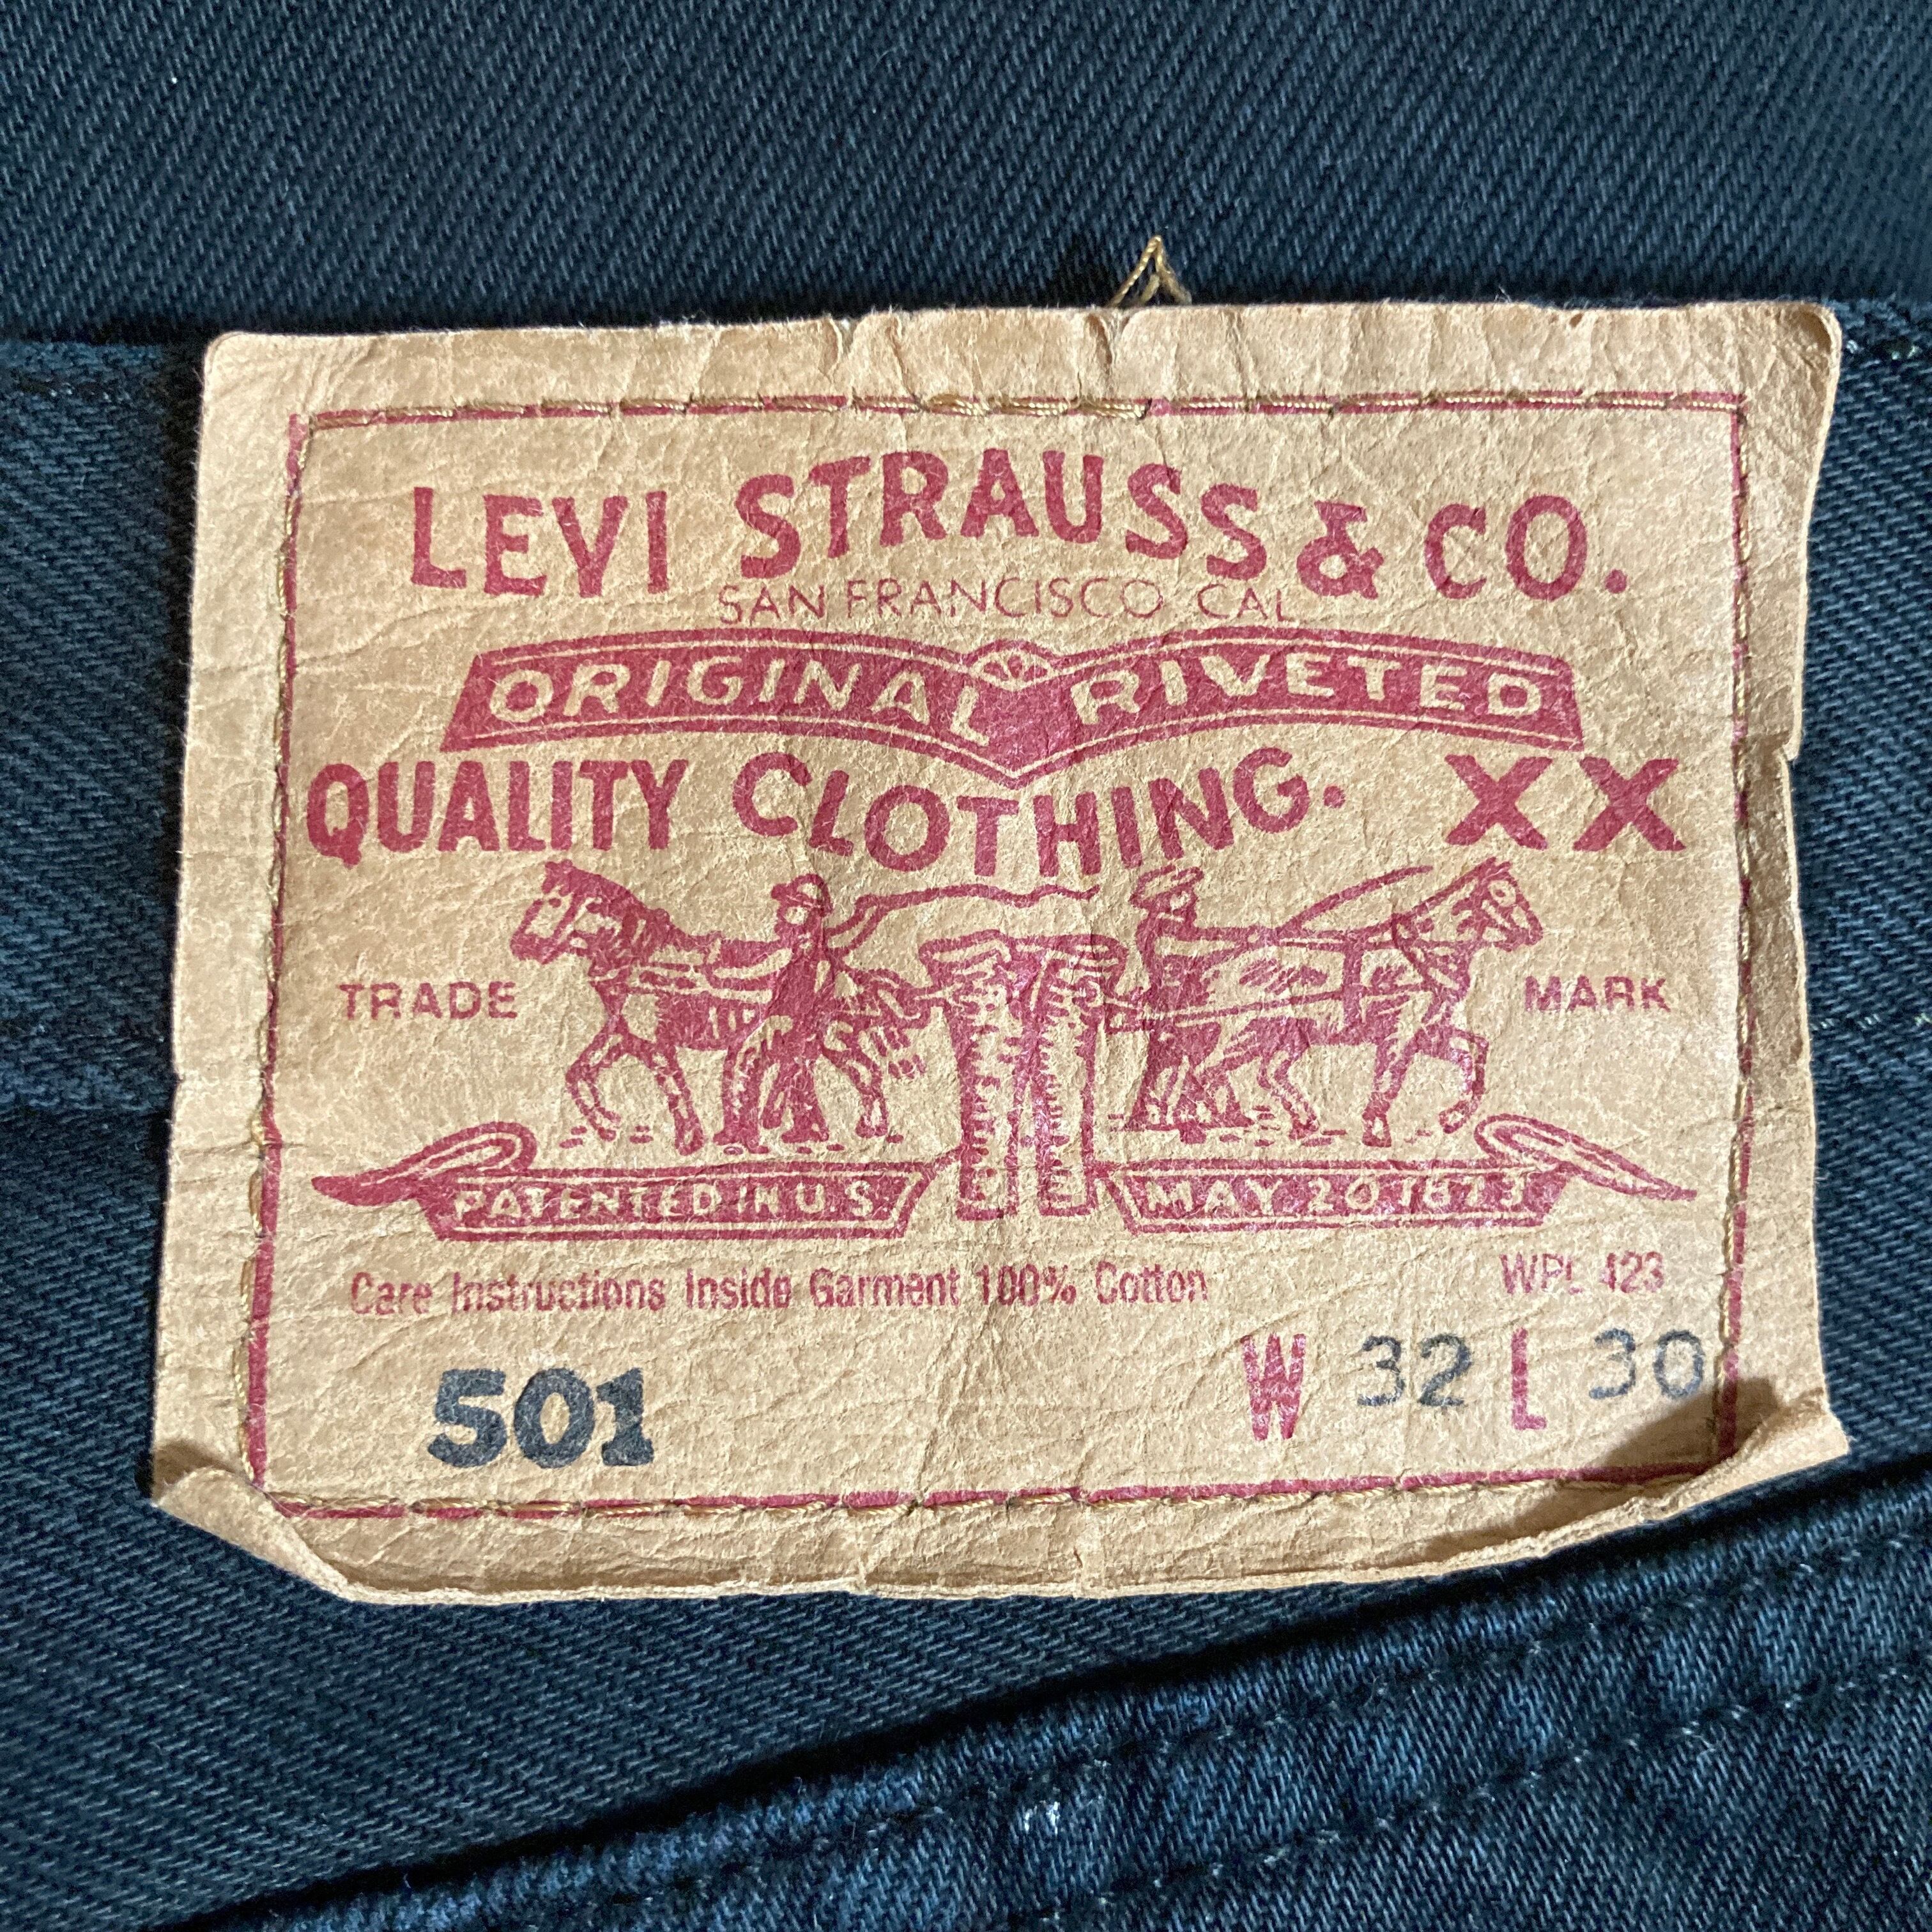 LEVI STRAUSS & CO.
SAN FRANCISCO CAL
ORIGINAL RIVETED
QUALITY CLOTHING. XX
TRADE MARK
PATENTED IN U.S. MAY 20 1873
Care Instructions Inside Garment 100% Cotton WPL 423
501 W 32 L 30